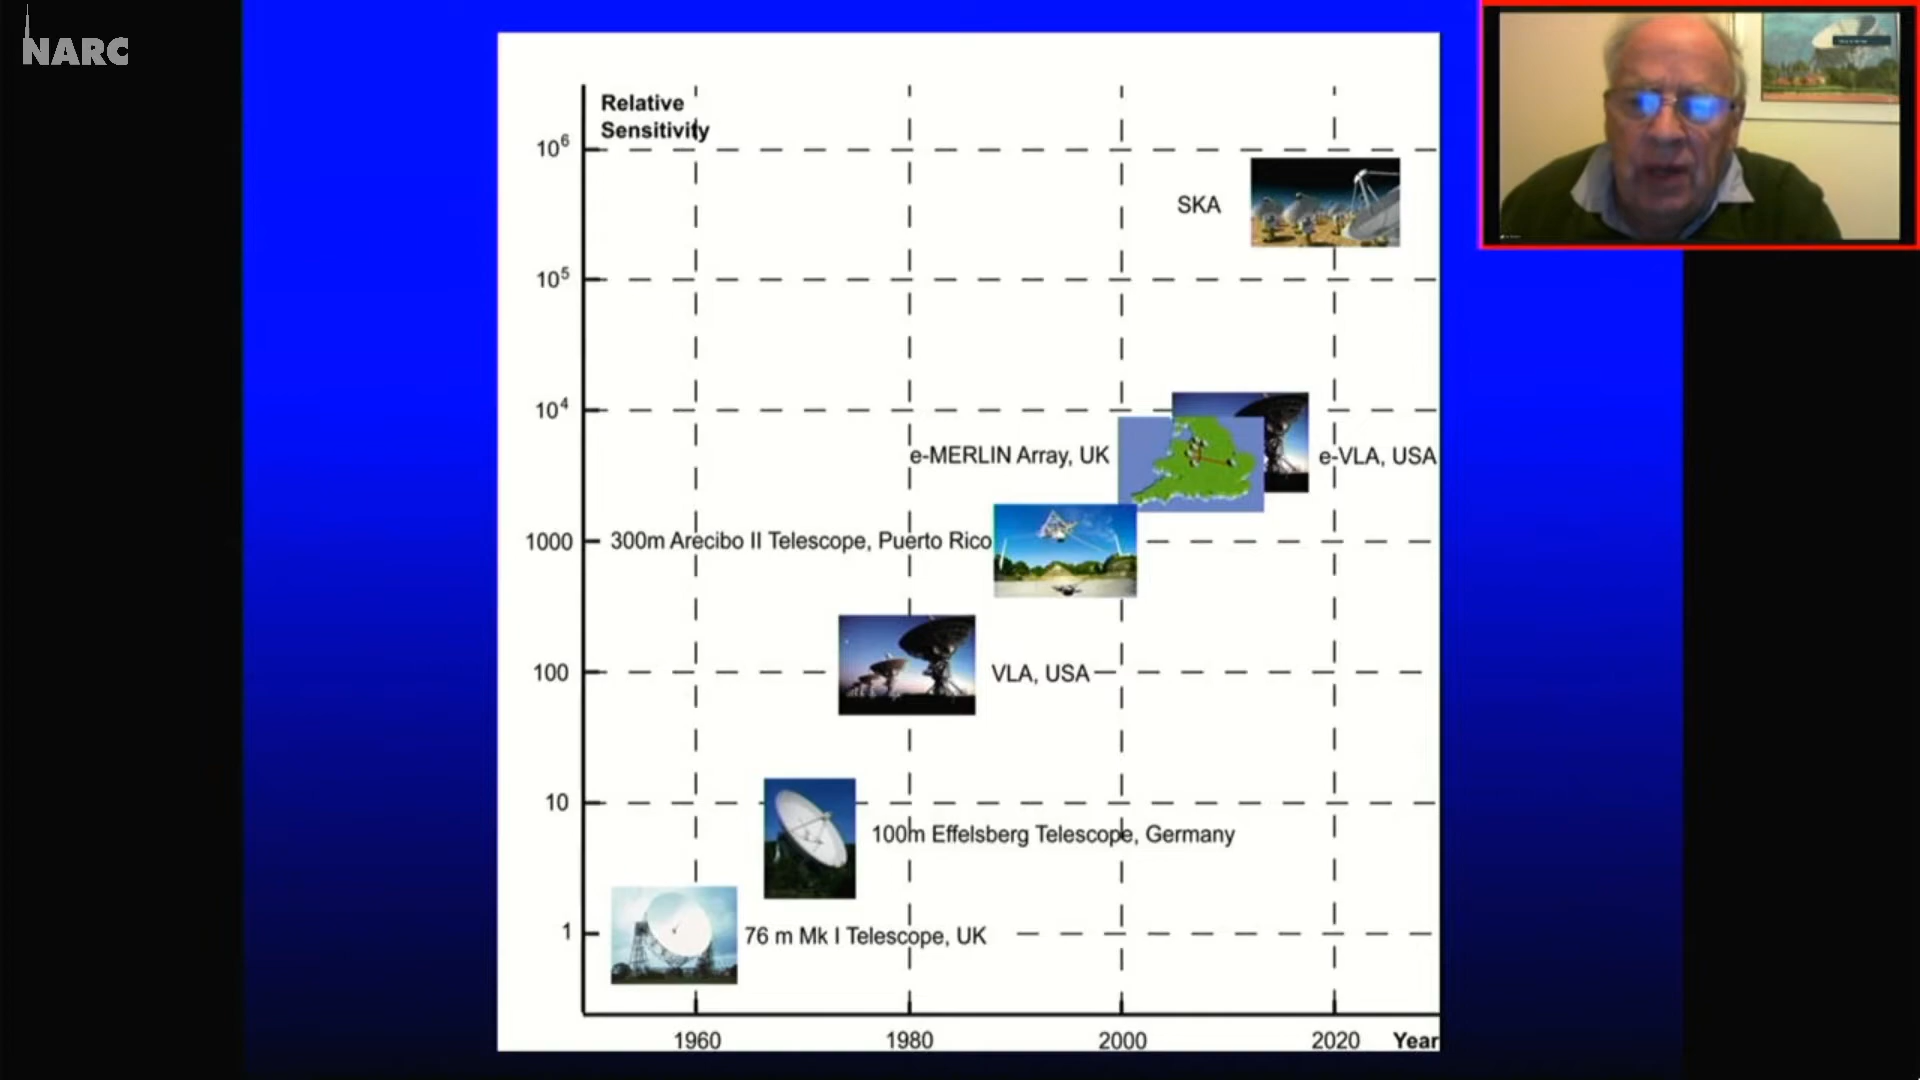 NARC
Relative
Sensitivity
10⁶
SKA
10⁵
10⁴
e-MERLIN Array, UK
e-VLA, USA
1000
300m Arecibo II Telescope, Puerto Rico
100
VLA, USA
10
100m Effelsberg Telescope, Germany
1
76 m Mk I Telescope, UK
1960 1980 2000 2020 Year